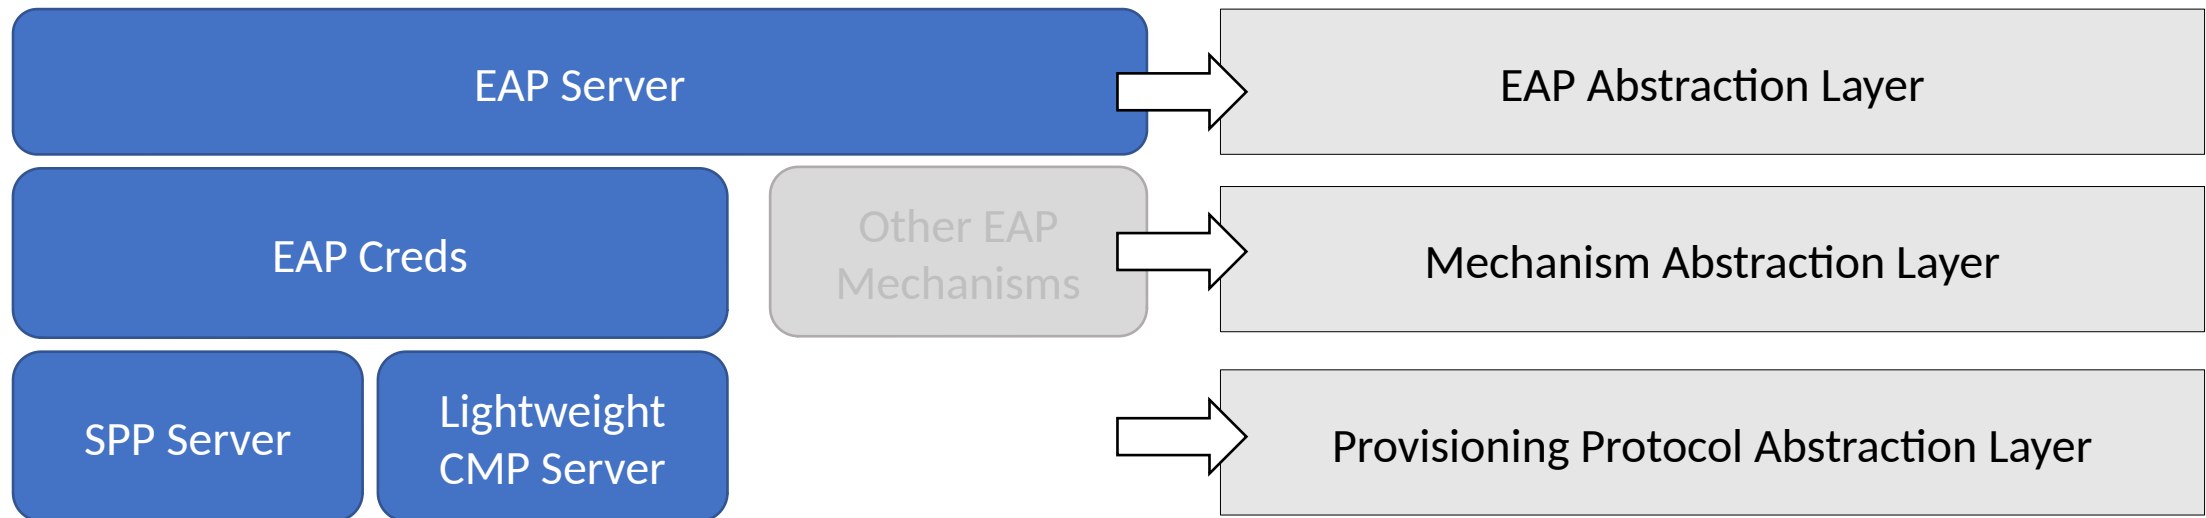 EAP Server
EAP Abstraction Layer
EAP Creds
Other EAP
Mechanisms
Mechanism Abstraction Layer
SPP Server
Lightweight
CMP Server
Provisioning Protocol Abstraction Layer